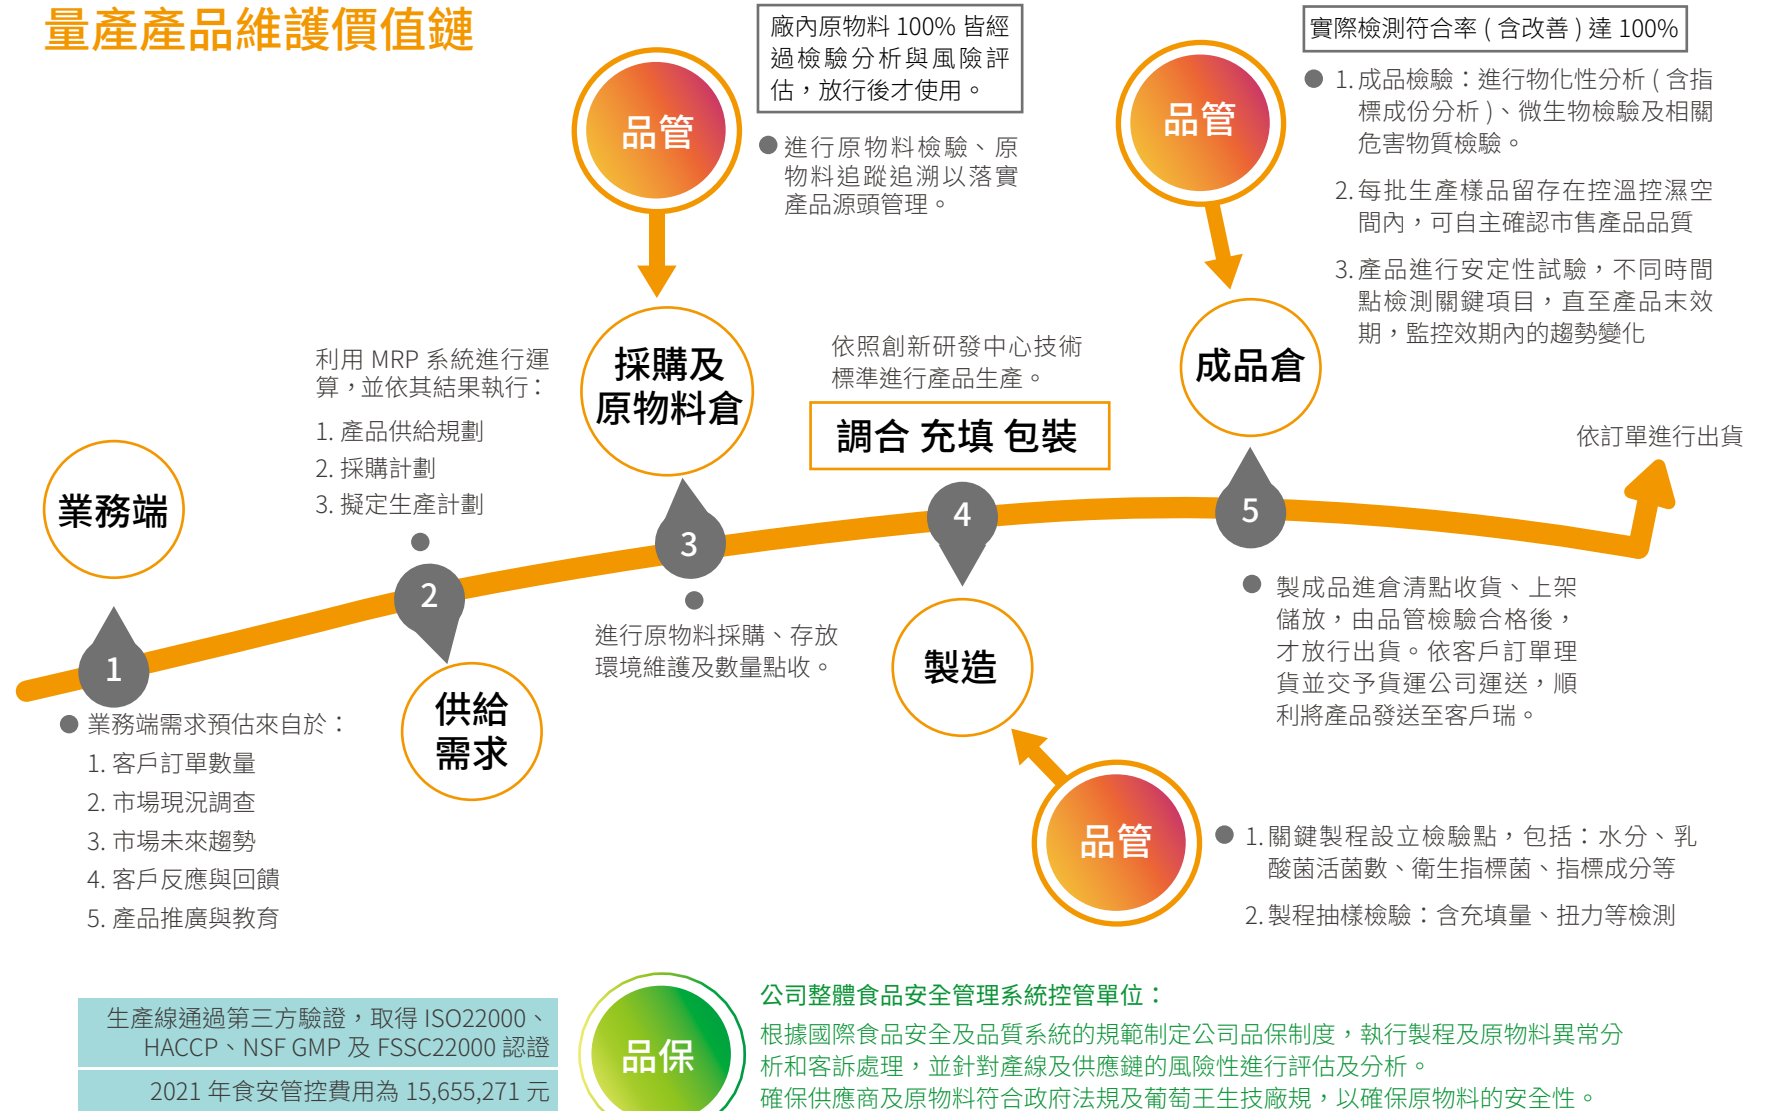 量產產品維護價值鏈
業務端
1
業務端需求預估來自於：
1. 客戶訂單數量
2. 市場現況調查
3. 市場未來趨勢
4. 客戶反應與回饋
5. 產品推廣與教育
利用 MRP 系統進行運
算，並依其結果執行：
1. 產品供給規劃
2. 採購計劃
3. 擬定生產計劃
2
供給
需求
品管
廠內原物料 100% 皆經
過檢驗分析與風險評
估，放行後才使用。
進行原物料檢驗、原
物料追蹤追溯以落實
產品源頭管理。
採購及
原物料倉
3
進行原物料採購、存放
環境維護及數量點收。
依照創新研發中心技術
標準進行產品生產。
調合 充填 包裝
4
製造
品管
1. 關鍵製程設立檢驗點，包括：水分、乳
酸菌活菌數、衛生指標菌、指標成分等
2. 製程抽樣檢驗：含充填量、扭力等檢測
品管
實際檢測符合率 ( 含改善 ) 達 100%
1. 成品檢驗：進行物化性分析 ( 含指
標成份分析 )、微生物檢驗及相關
危害物質檢驗。
2. 每批生產樣品留存在控溫控濕空
間內，可自主確認市售產品品質
3. 產品進行安定性試驗，不同時間
點檢測關鍵項目，直至產品末效
期，監控效期內的趨勢變化
成品倉
5
製成品進倉清點收貨、上架
儲放，由品管檢驗合格後，
才放行出貨。依客戶訂單理
貨並交予貨運公司運送，順
利將產品發送至客戶瑞。
依訂單進行出貨
生產線通過第三方驗證，取得 ISO22000、
HACCP、NSF GMP 及 FSSC22000 認證
2021 年食安管控費用為 15,655,271 元
品保
公司整體食品安全管理系統控管單位：
根據國際食品安全及品質系統的規範制定公司品保制度，執行製程及原物料異常分
析和客訴處理，並針對產線及供應鏈的風險性進行評估及分析。
確保供應商及原物料符合政府法規及葡萄王生技廠規，以確保原物料的安全性。